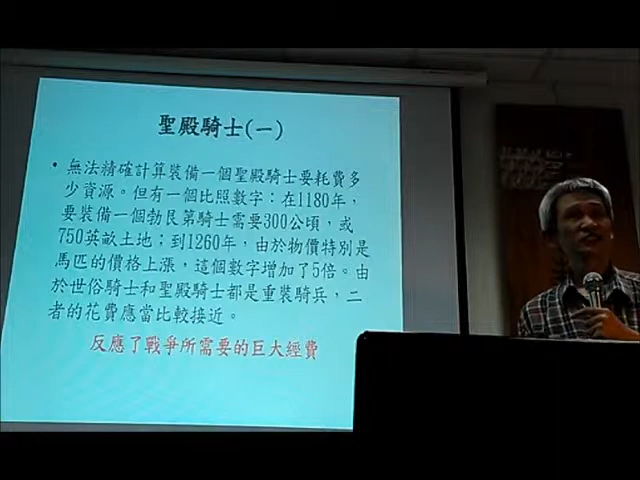 聖殿騎士(一)
• 無法精確計算裝備一個聖殿騎士要耗費多
少資源。但有一個比照數字：在1180年，
要裝備一個勃艮第騎士需要300公頃，或
750英畝土地；到1260年，由於物價特別是
馬匹的價格上漲，這個數字增加了5倍。由
於世俗騎士和聖殿騎士都是重裝騎兵，二
者的花費應當比較接近。
反應了戰爭所需要的巨大經費